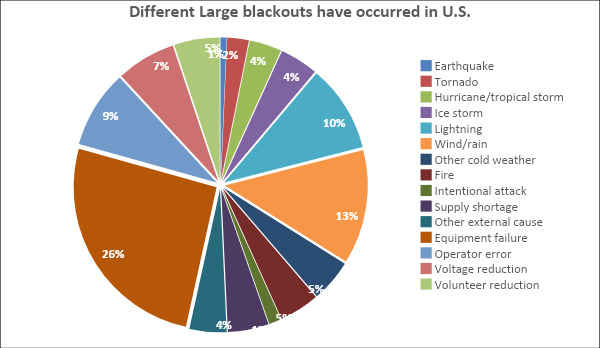 Different Large blackouts have occurred in U.S.
5%
1%
2%
4%
4%
10%
13%
5%
5%
4%
26%
9%
7%
Earthquake
Tornado
Hurricane/tropical storm
Ice storm
Lightning
Wind/rain
Other cold weather
Fire
Intentional attack
Supply shortage
Other external cause
Equipment failure
Operator error
Voltage reduction
Volunteer reduction